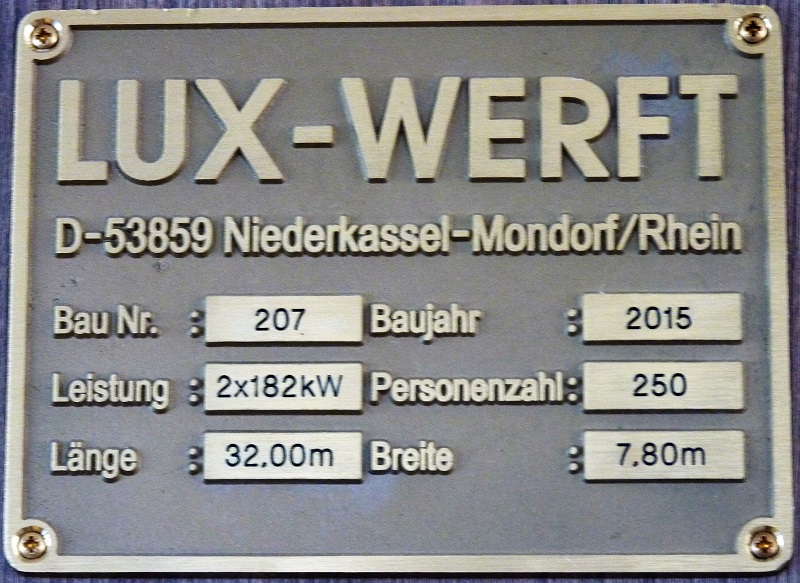 LUX-WERFT
D-53859 Niederkassel-Mondorf/Rhein
Bau Nr. : 207 Baujahr : 2015
Leistung : 2x182kW Personenzahl : 250
Länge : 32,00m Breite : 7,80m